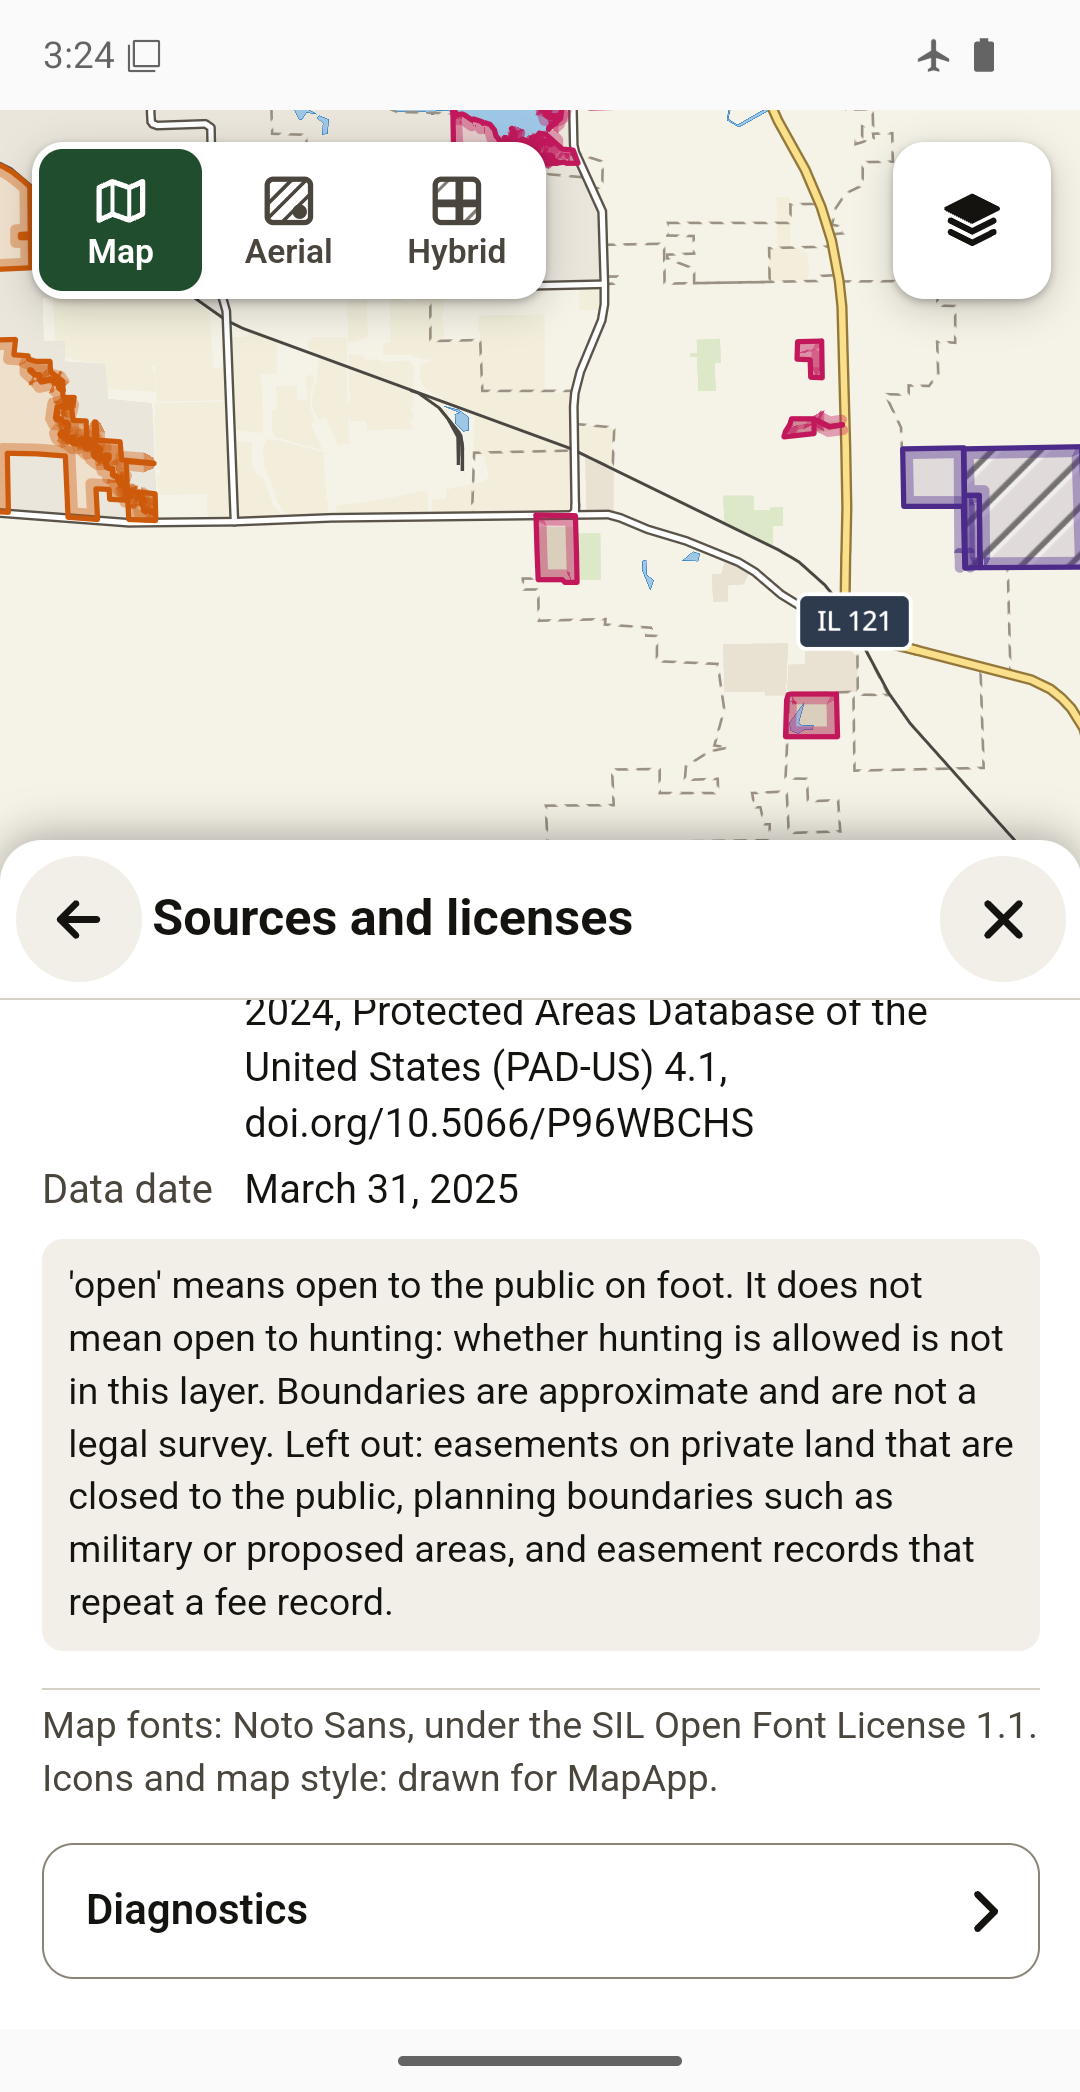 3:24
Map
Aerial
Hybrid
IL 121
Sources and licenses
2024, Protected Areas Database of the
United States (PAD-US) 4.1,
doi.org/10.5066/P96WBCHS
Data date March 31, 2025
'open' means open to the public on foot. It does not
mean open to hunting: whether hunting is allowed is not
in this layer. Boundaries are approximate and are not a
legal survey. Left out: easements on private land that are
closed to the public, planning boundaries such as
military or proposed areas, and easement records that
repeat a fee record.
Map fonts: Noto Sans, under the SIL Open Font License 1.1.
Icons and map style: drawn for MapApp.
Diagnostics